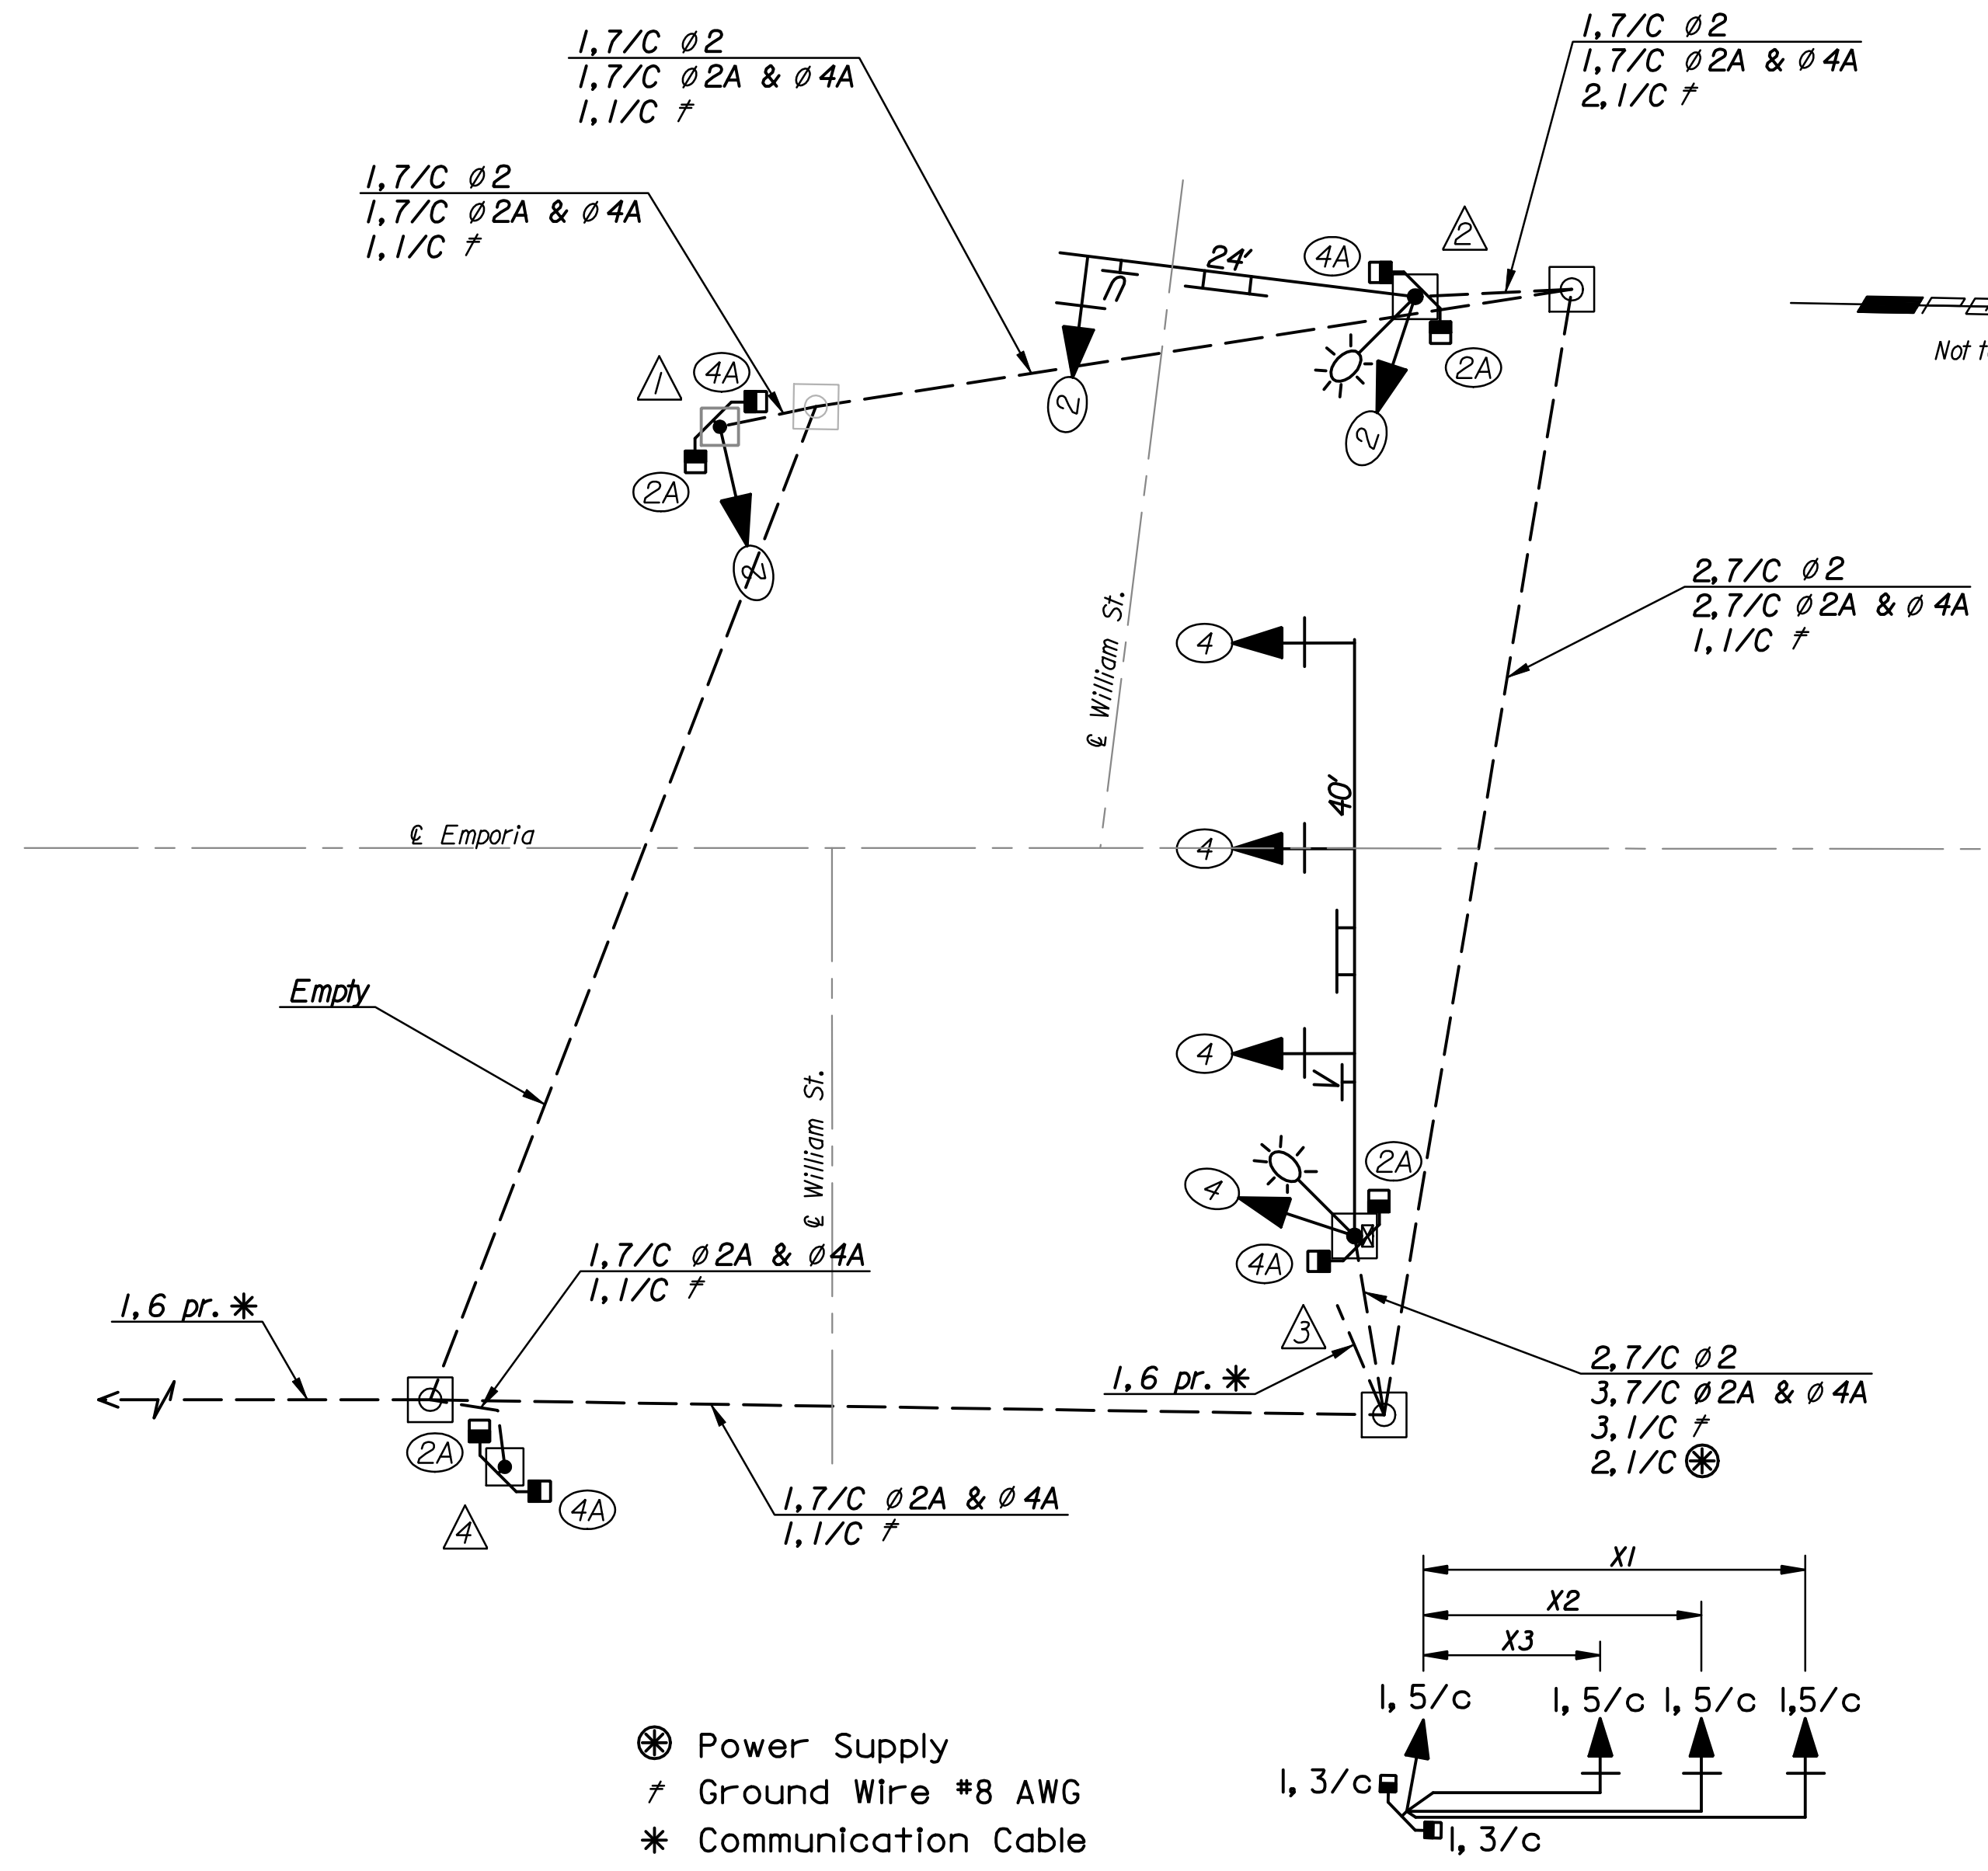 1,7/C ø2
1,7/C ø2A & ø4A
1,1/C ≠
1,7/C ø2
1,7/C ø2A & ø4A
2,1/C ≠
1,7/C ø2
1,7/C ø2A & ø4A
1,1/C ≠
24'
4A
2
2A
Not t
1
4A
2A
2
2
2
℄ William St.
2,7/C ø2
2,7/C ø2A & ø4A
1,1/C ≠
4
40'
℄ Emporia
4
Empty
4
℄ William St.
2A
4
4A
1,7/C ø2A & ø4A
1,1/C ≠
1,6 pr. *
3
1,6 pr. *
2,7/C ø2
3,7/C ø2A & ø4A
3,1/C ≠
2,1/C ⊛
2A
4A
4
1,7/C ø2A & ø4A
1,1/C ≠
X1
X2
X3
1, 5/c
1, 5/c
1, 5/c
1,5/c
1, 3/c
1, 3/c
⊛ Power Supply
≠ Ground Wire #8 AWG
* Communication Cable